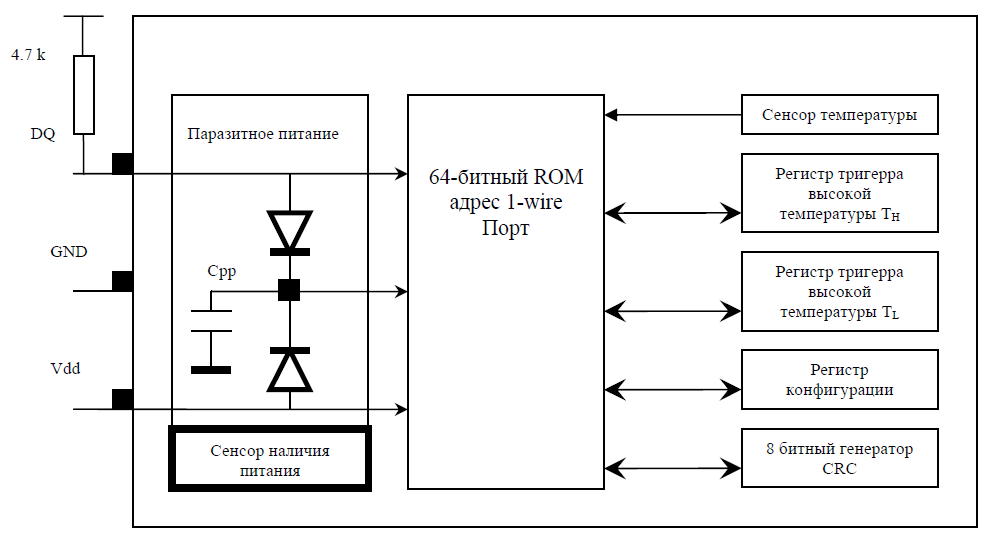 4.7 k
DQ
GND
Vdd
Паразитное питание
Cpp
Сенсор наличия
питания
64-битный ROM
адрес 1-wire
Порт
Сенсор температуры
Регистр тригерра
высокой
температуры TH
Регистр тригерра
высокой
температуры TL
Регистр
конфигурации
8 битный генератор
CRC